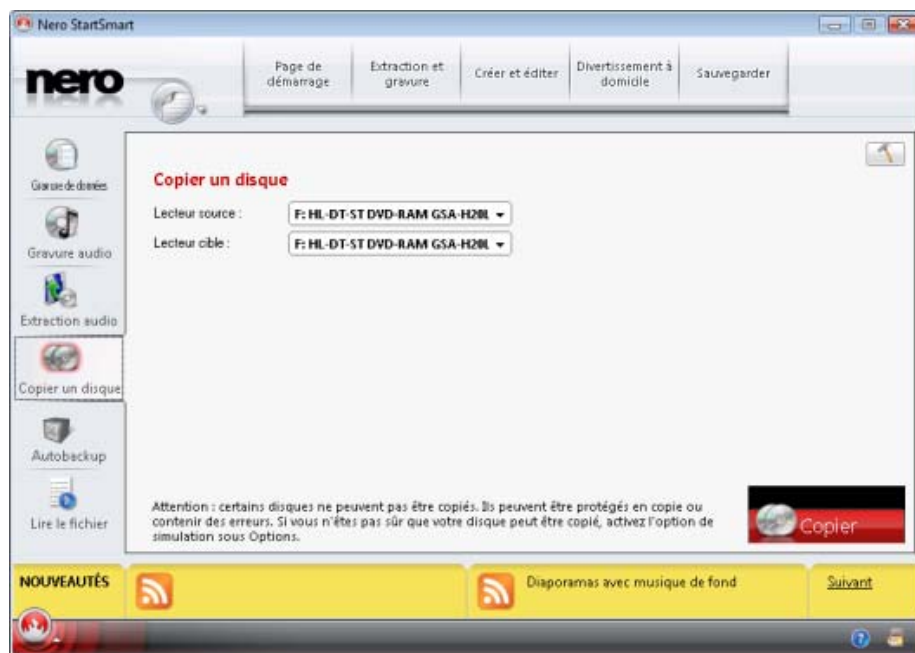 Nero StartSmart
nero
Page de démarrage
Extraction et gravure
Créer et éditer
Divertissement à domicile
Sauvegarder
Gravure de données
Gravure audio
Extraction audio
Copier un disque
Autobackup
Lire le fichier
Copier un disque
Lecteur source :
F: HL-DT-ST DVD-RAM GSA-H20L
Lecteur cible :
F: HL-DT-ST DVD-RAM GSA-H20L
Attention : certains disques ne peuvent pas être copiés. Ils peuvent être protégés en copie ou
contenir des erreurs. Si vous n'êtes pas sûr que votre disque peut être copié, activez l'option de
simulation sous Options.
Copier
NOUVEAUTÉS
Diaporamas avec musique de fond
Suivant